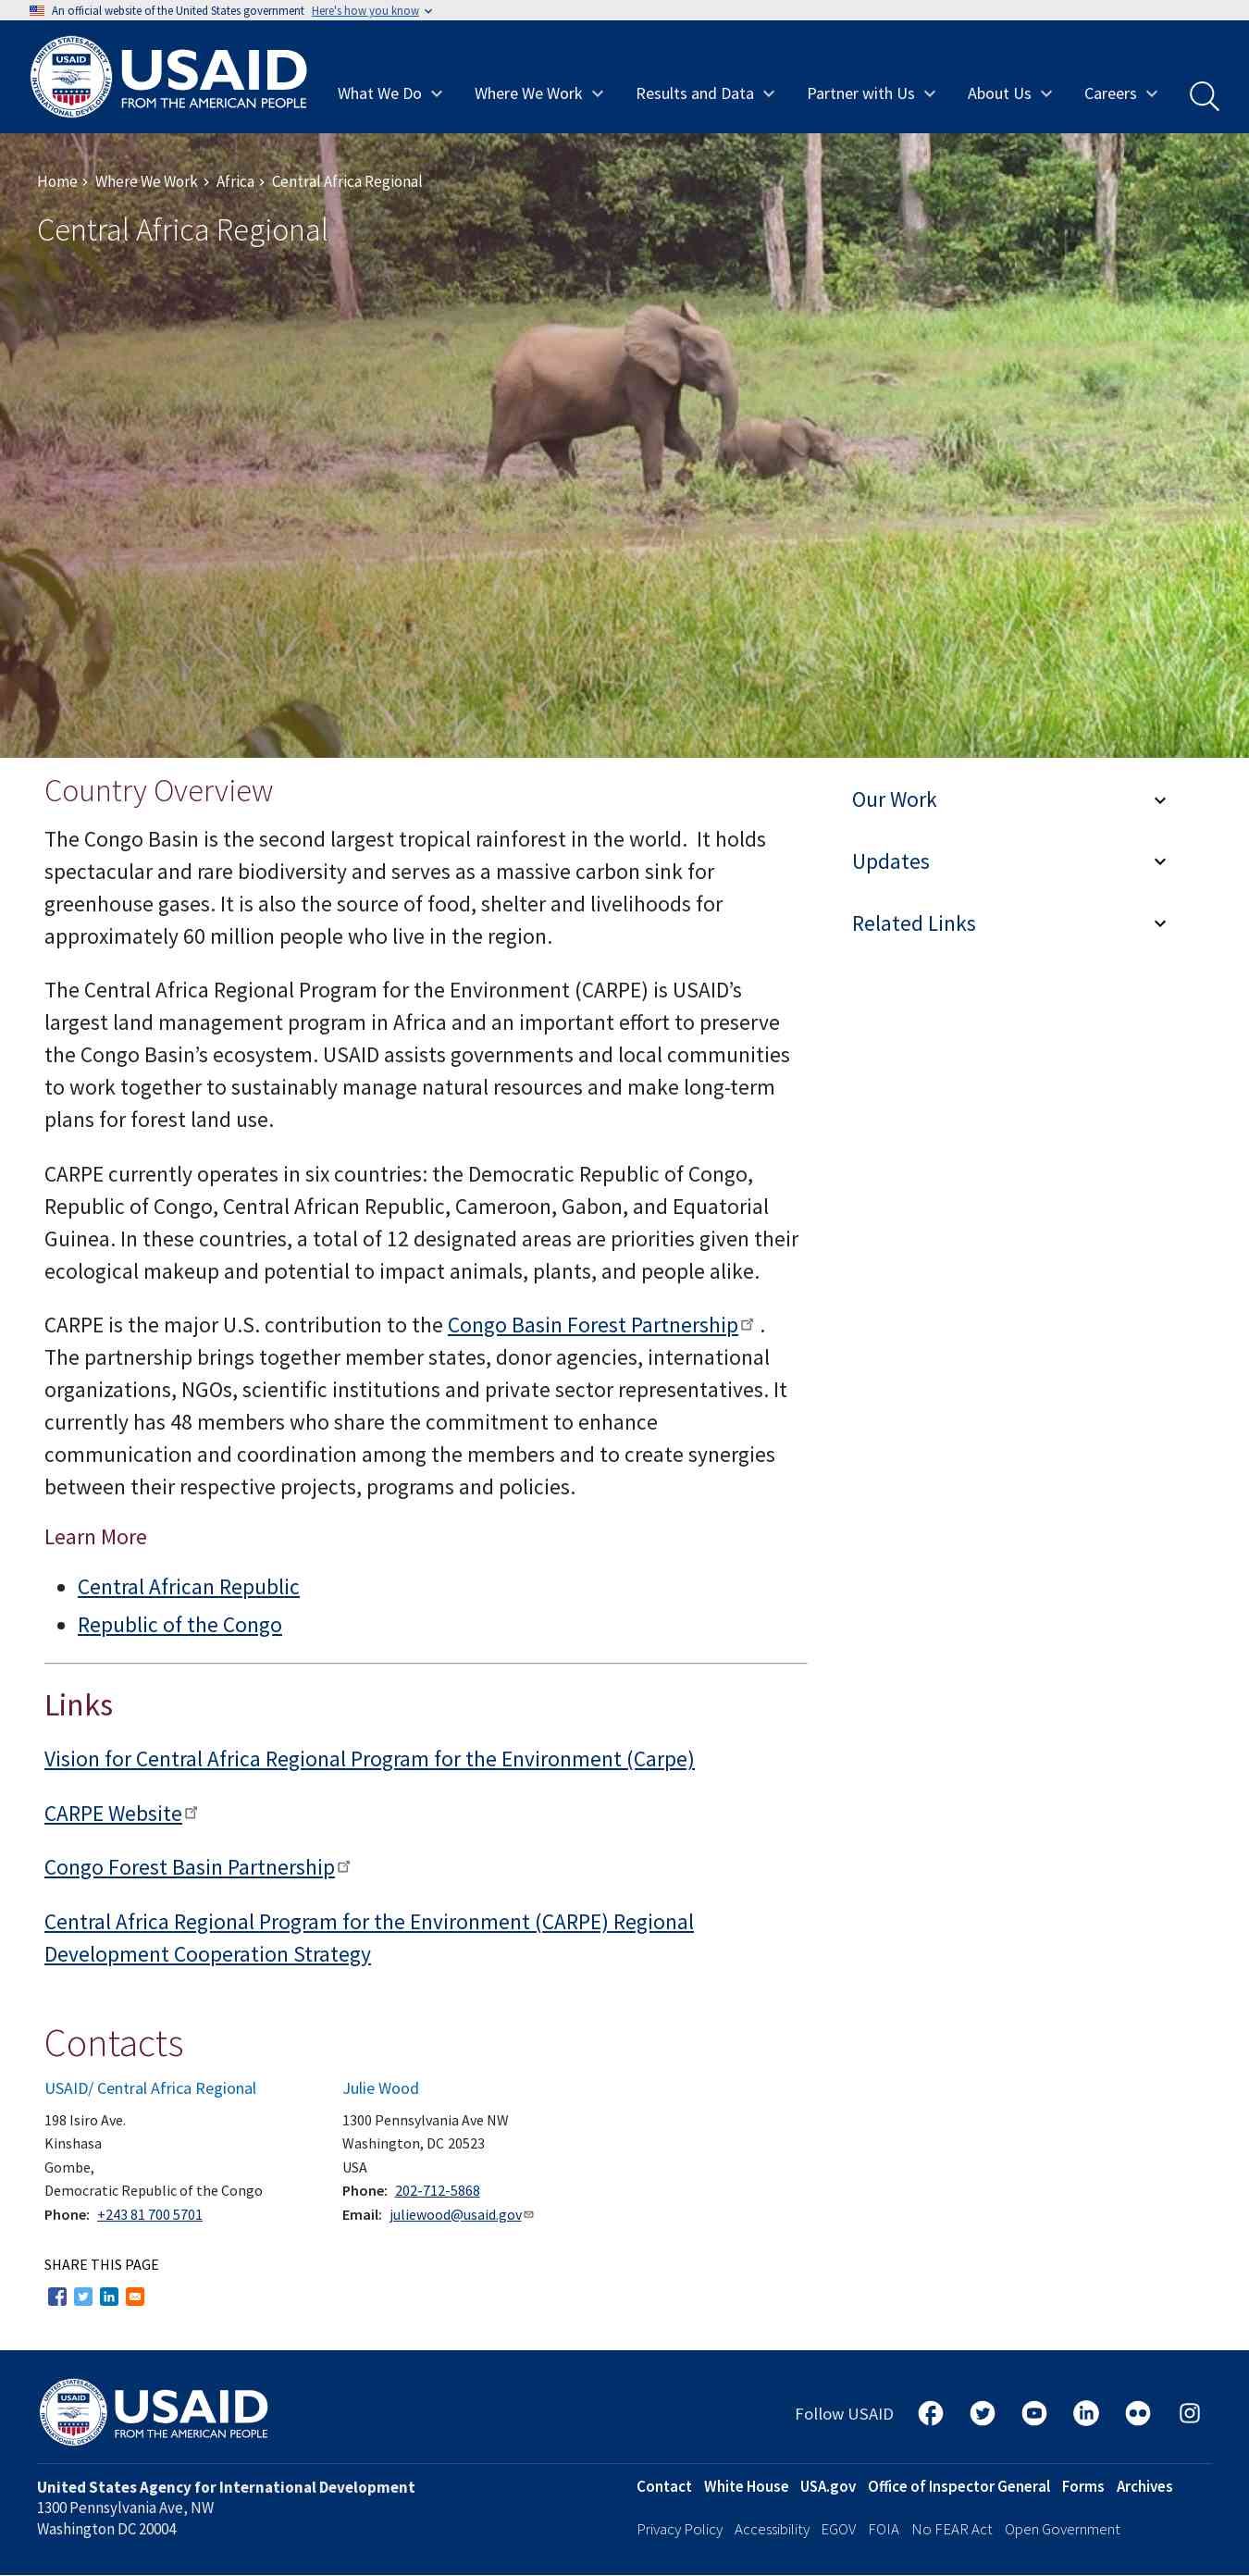 An official website of the United States government Here's how you know
USAID
FROM THE AMERICAN PEOPLE
What We Do
Where We Work
Results and Data
Partner with Us
About Us
Careers
Home
Where We Work
Africa
Central Africa Regional
Central Africa Regional
Country Overview
The Congo Basin is the second largest tropical rainforest in the world. It holds
spectacular and rare biodiversity and serves as a massive carbon sink for
greenhouse gases. It is also the source of food, shelter and livelihoods for
approximately 60 million people who live in the region.
The Central Africa Regional Program for the Environment (CARPE) is USAID’s
largest land management program in Africa and an important effort to preserve
the Congo Basin’s ecosystem. USAID assists governments and local communities
to work together to sustainably manage natural resources and make long-term
plans for forest land use.
CARPE currently operates in six countries: the Democratic Republic of Congo,
Republic of Congo, Central African Republic, Cameroon, Gabon, and Equatorial
Guinea. In these countries, a total of 12 designated areas are priorities given their
ecological makeup and potential to impact animals, plants, and people alike.
CARPE is the major U.S. contribution to the Congo Basin Forest Partnership .
The partnership brings together member states, donor agencies, international
organizations, NGOs, scientific institutions and private sector representatives. It
currently has 48 members who share the commitment to enhance
communication and coordination among the members and to create synergies
between their respective projects, programs and policies.
Learn More
Central African Republic
Republic of the Congo
Our Work
Updates
Related Links
Links
Vision for Central Africa Regional Program for the Environment (Carpe)
CARPE Website
Congo Forest Basin Partnership
Central Africa Regional Program for the Environment (CARPE) Regional
Development Cooperation Strategy
Contacts
USAID/ Central Africa Regional
198 Isiro Ave.
Kinshasa
Gombe,
Democratic Republic of the Congo
Phone: +243 81 700 5701
Julie Wood
1300 Pennsylvania Ave NW
Washington, DC 20523
USA
Phone: 202-712-5868
Email: juliewood@usaid.gov
SHARE THIS PAGE
USAID
FROM THE AMERICAN PEOPLE
Follow USAID
United States Agency for International Development
1300 Pennsylvania Ave, NW
Washington DC 20004
Contact White House USA.gov Office of Inspector General Forms Archives
Privacy Policy Accessibility EGOV FOIA No FEAR Act Open Government